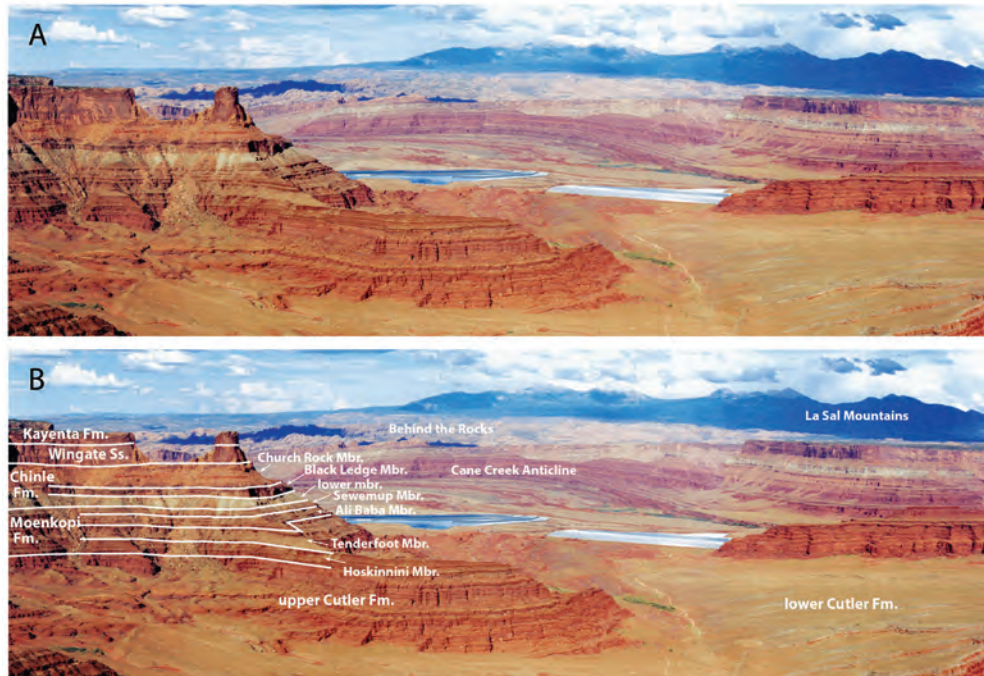 A
B
La Sal Mountains
Kayenta Fm.
Behind the Rocks
Wingate Ss.
Church Rock Mbr.
Black Ledge Mbr.
Cane Creek Anticline
Chinle
Fm.
lower mbr.
Sewemup Mbr.
Ali Baba Mbr.
Moenkopi
Fm.
Tenderfoot Mbr.
Hoskinnini Mbr.
upper Cutler Fm.
lower Cutler Fm.